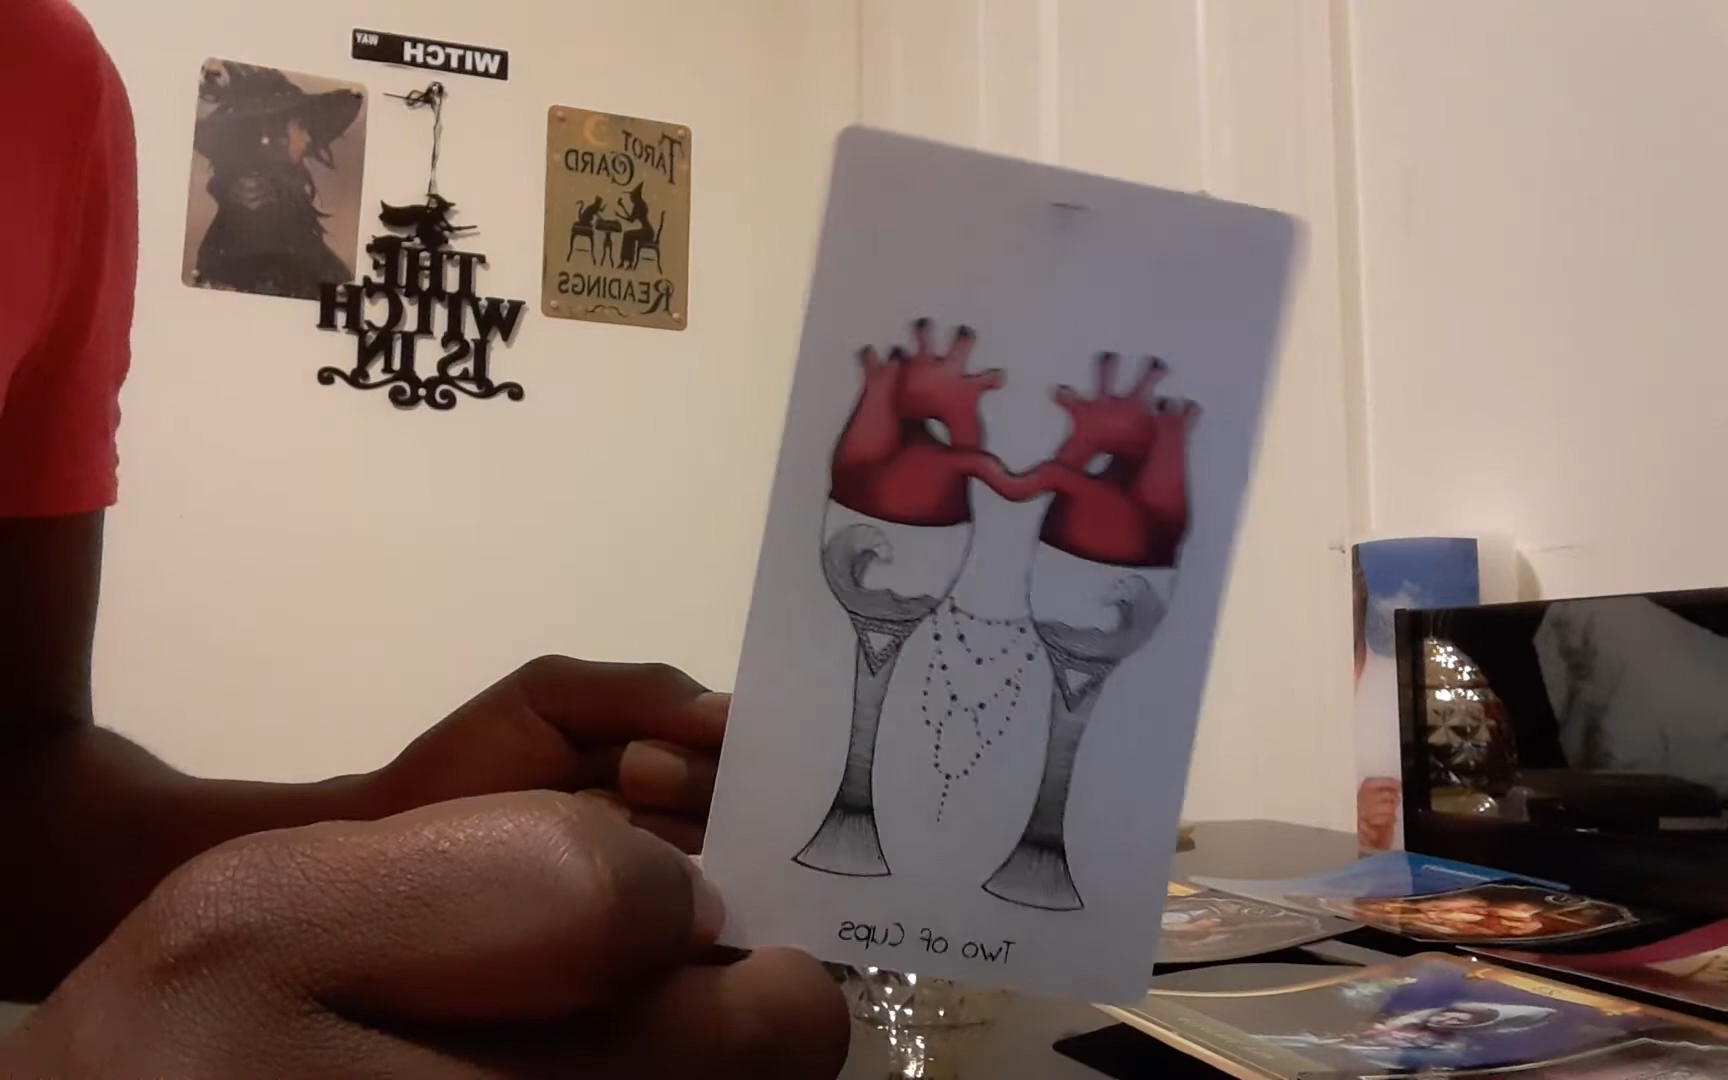 WITCH WAY
THE
WITCH
IS IN
TAROT
CARD
READINGS
Two of Cups